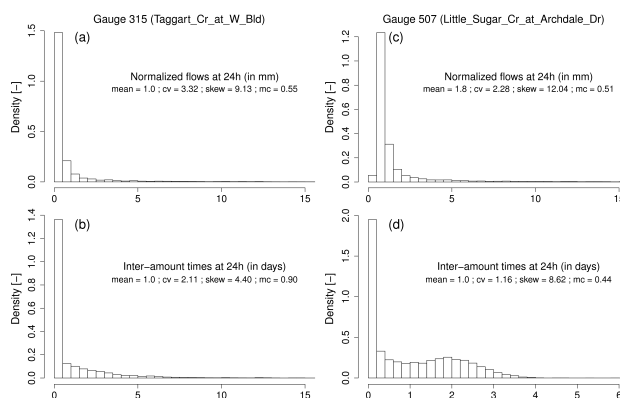 Gauge 315 (Taggart_Cr_at_W_Bld)
(a)
Normalized flows at 24h (in mm)
mean = 1.0 ; cv = 3.32 ; skew = 9.13 ; mc = 0.55
Density [−]
0.0 0.5 1.0 1.5
0 5 10 15
Gauge 507 (Little_Sugar_Cr_at_Archdale_Dr)
(c)
Normalized flows at 24h (in mm)
mean = 1.8 ; cv = 2.28 ; skew = 12.04 ; mc = 0.51
Density [−]
0.0 0.2 0.4 0.6 0.8 1.0 1.2
0 5 10 15
(b)
Inter−amount times at 24h (in days)
mean = 1.0 ; cv = 2.11 ; skew = 4.40 ; mc = 0.90
Density [−]
0.0 0.2 0.4 0.6 0.8 1.0 1.2 1.4
0 5 10 15
(d)
Inter−amount times at 24h (in days)
mean = 1.0 ; cv = 1.16 ; skew = 8.62 ; mc = 0.44
Density [−]
0.0 0.5 1.0 1.5 2.0
0 1 2 3 4 5 6